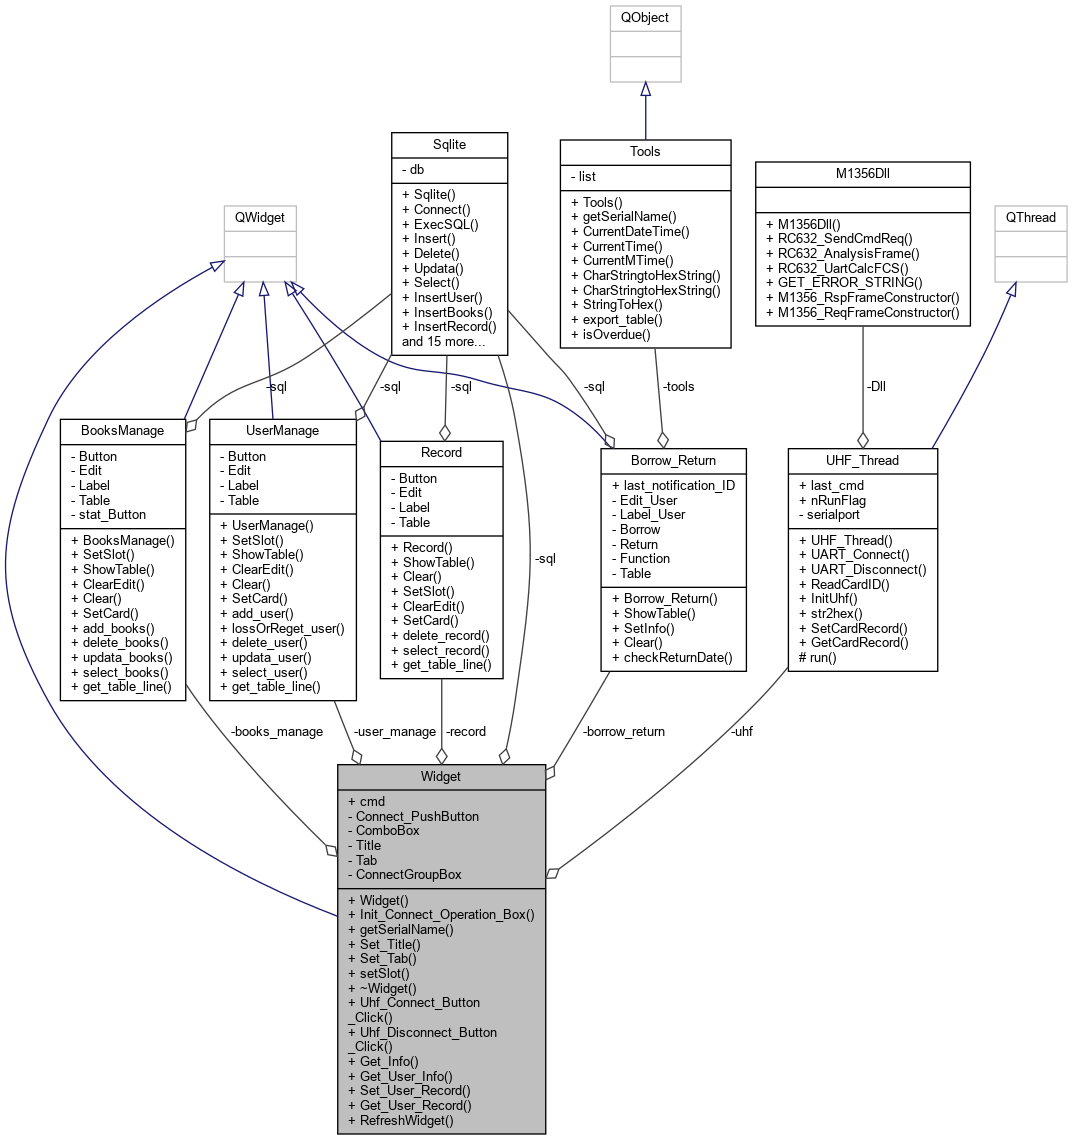 QObject
Sqlite
- db
+ Sqlite()
+ Connect()
+ ExecSQL()
+ Insert()
+ Delete()
+ Updata()
+ Select()
+ InsertUser()
+ InsertBooks()
+ InsertRecord()
and 15 more...
Tools
- list
+ Tools()
+ getSerialName()
+ CurrentDateTime()
+ CurrentTime()
+ CurrentMTime()
+ CharStringtoHexString()
+ CharStringtoHexString()
+ StringToHex()
+ export_table()
+ isOverdue()
M1356Dll
+ M1356Dll()
+ RC632_SendCmdReq()
+ RC632_AnalysisFrame()
+ RC632_UartCalcFCS()
+ GET_ERROR_STRING()
+ M1356_RspFrameConstructor()
+ M1356_ReqFrameConstructor()
QWidget
QThread
-sql
-sql
-sql
-sql
-tools
-Dll
BooksManage
- Button
- Edit
- Label
- Table
- stat_Button
+ BooksManage()
+ SetSlot()
+ ShowTable()
+ ClearEdit()
+ Clear()
+ SetCard()
+ add_books()
+ delete_books()
+ updata_books()
+ select_books()
+ get_table_line()
UserManage
- Button
- Edit
- Label
- Table
+ UserManage()
+ SetSlot()
+ ShowTable()
+ ClearEdit()
+ Clear()
+ SetCard()
+ add_user()
+ lossOrReget_user()
+ delete_user()
+ updata_user()
+ select_user()
+ get_table_line()
Record
- Button
- Edit
- Label
- Table
+ Record()
+ ShowTable()
+ Clear()
+ SetSlot()
+ ClearEdit()
+ SetCard()
+ delete_record()
+ select_record()
+ get_table_line()
-sql
Borrow_Return
+ last_notification_ID
- Edit_User
- Label_User
- Borrow
- Return
- Function
- Table
+ Borrow_Return()
+ ShowTable()
+ SetInfo()
+ Clear()
+ checkReturnDate()
UHF_Thread
+ last_cmd
+ nRunFlag
- serialport
+ UHF_Thread()
+ UART_Connect()
+ UART_Disconnect()
+ ReadCardID()
+ InitUhf()
+ str2hex()
+ SetCardRecord()
+ GetCardRecord()
# run()
-books_manage
-user_manage
-record
-borrow_return
-uhf
Widget
+ cmd
- Connect_PushButton
- ComboBox
- Title
- Tab
- ConnectGroupBox
+ Widget()
+ Init_Connect_Operation_Box()
+ getSerialName()
+ Set_Title()
+ Set_Tab()
+ setSlot()
+ ~Widget()
+ Uhf_Connect_Button
_Click()
+ Uhf_Disconnect_Button
_Click()
+ Get_Info()
+ Get_User_Info()
+ Set_User_Record()
+ Get_User_Record()
+ RefreshWidget()